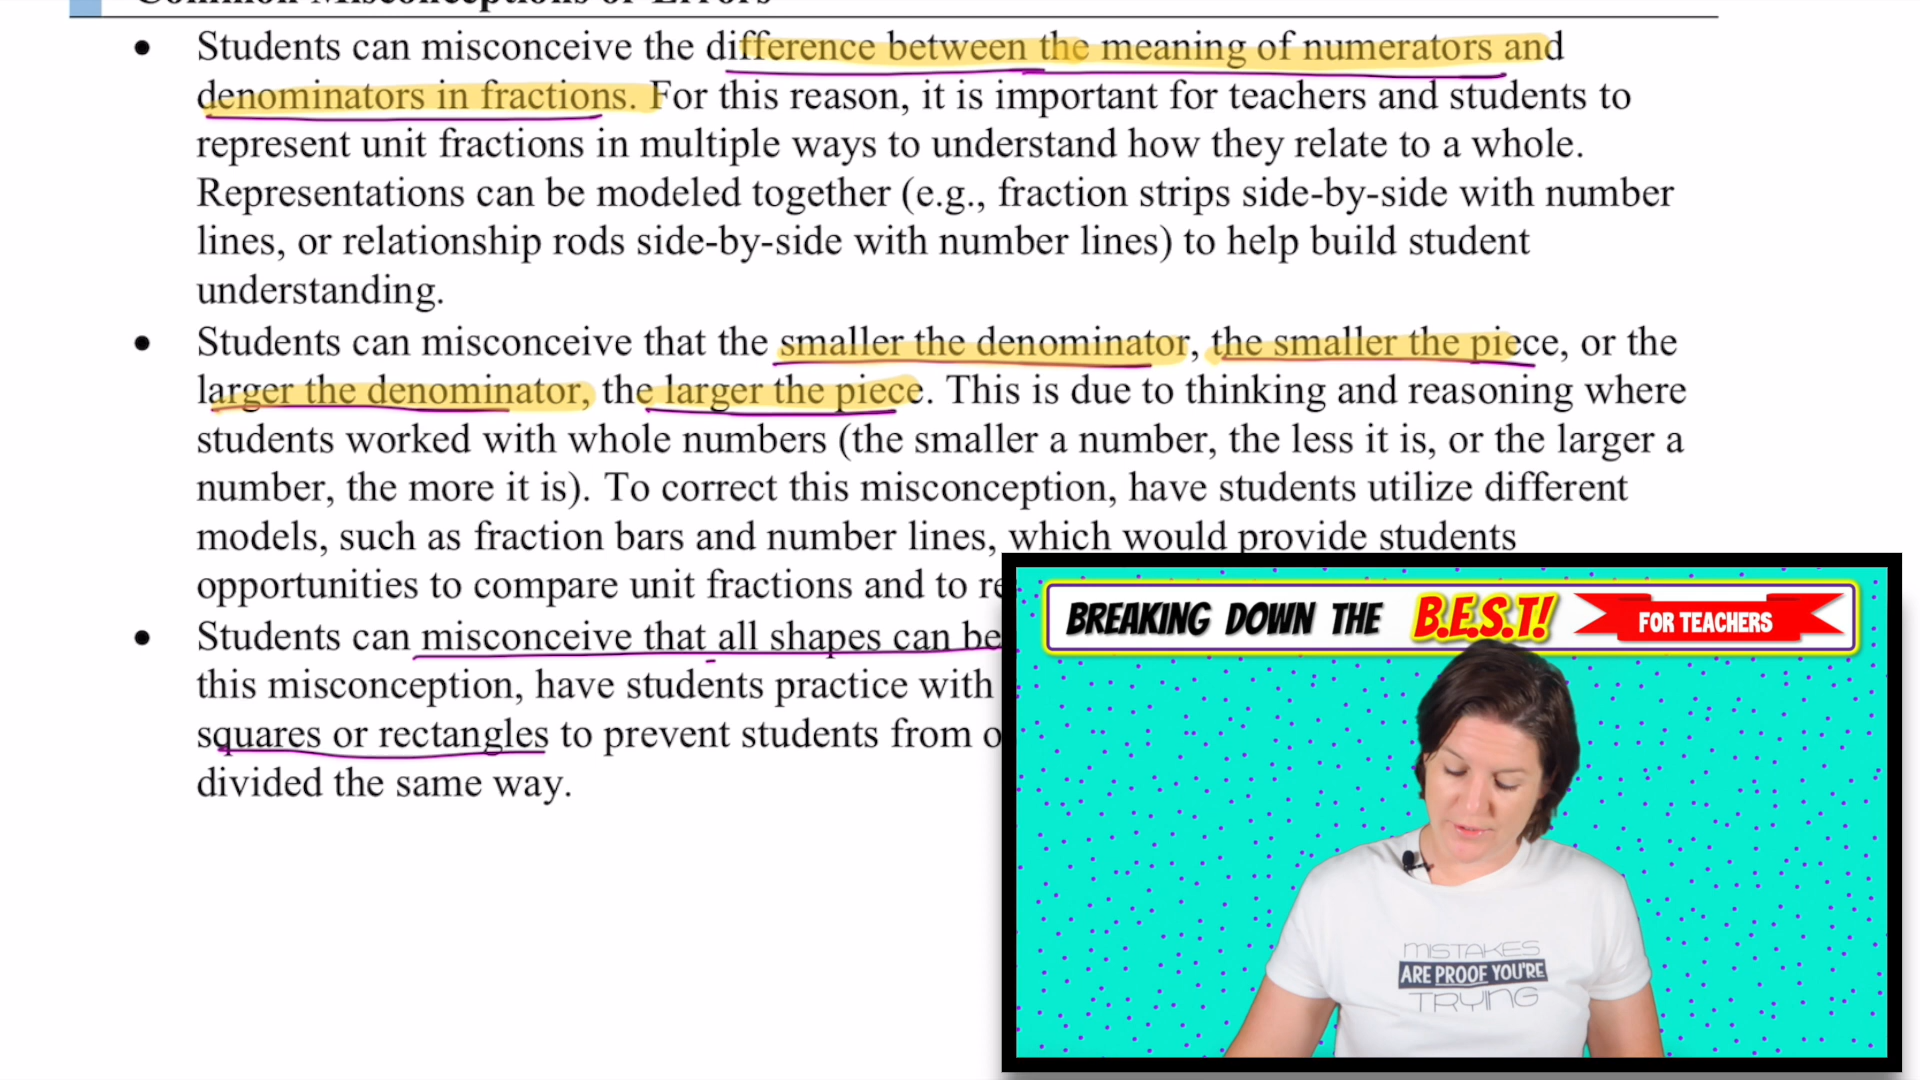 Common Misconceptions or Errors
Students can misconceive the difference between the meaning of numerators and
denominators in fractions. For this reason, it is important for teachers and students to
represent unit fractions in multiple ways to understand how they relate to a whole.
Representations can be modeled together (e.g., fraction strips side-by-side with number
lines, or relationship rods side-by-side with number lines) to help build student
understanding.
Students can misconceive that the smaller the denominator, the smaller the piece, or the
larger the denominator, the larger the piece. This is due to thinking and reasoning where
students worked with whole numbers (the smaller a number, the less it is, or the larger a
number, the more it is). To correct this misconception, have students utilize different
models, such as fraction bars and number lines, which would provide students
opportunities to compare unit fractions and to
Students can misconceive that all shapes can be
this misconception, have students practice with
squares or rectangles to prevent students from
divided the same way.
BREAKING DOWN THE B.E.S.T! FOR TEACHERS
MISTAKES
ARE PROOF YOU'RE
TRYING